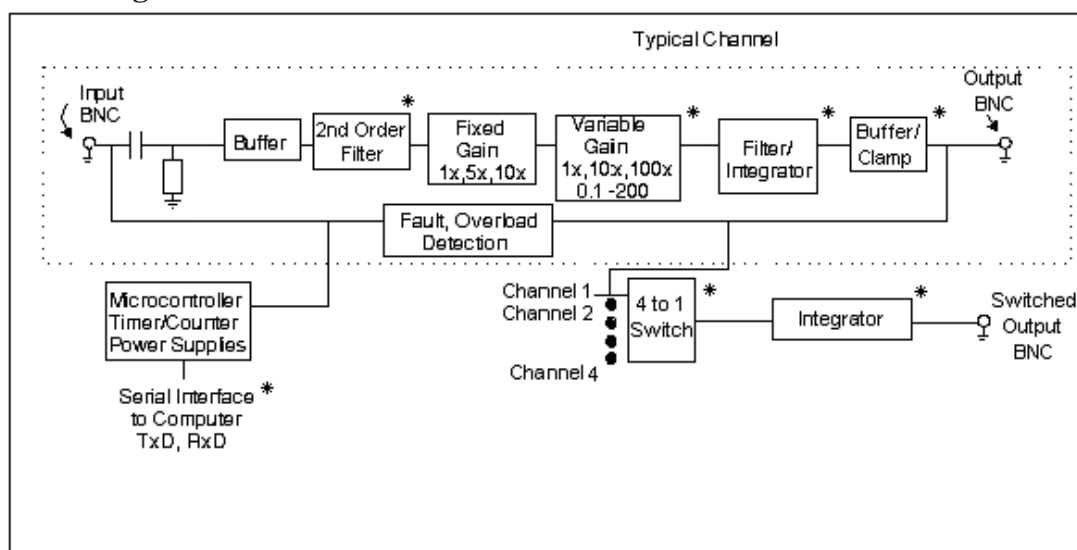 Typical Channel
Input
BNC
Output
BNC
*
*
*
*
Buffer
2nd Order
Filter
Fixed
Gain
1x,5x,10x
Variable
Gain
1x,10x,100x
0.1 -200
Filter/
Integrator
Buffer/
Clamp
Fault, Overload
Detection
Microcontroller
Timer/Counter
Power Supplies
Serial Interface *
to Computer
TxD, RxD
Channel 1
Channel 2
Channel 4
4 to 1
Switch
*
Integrator
*
Switched
Output
BNC